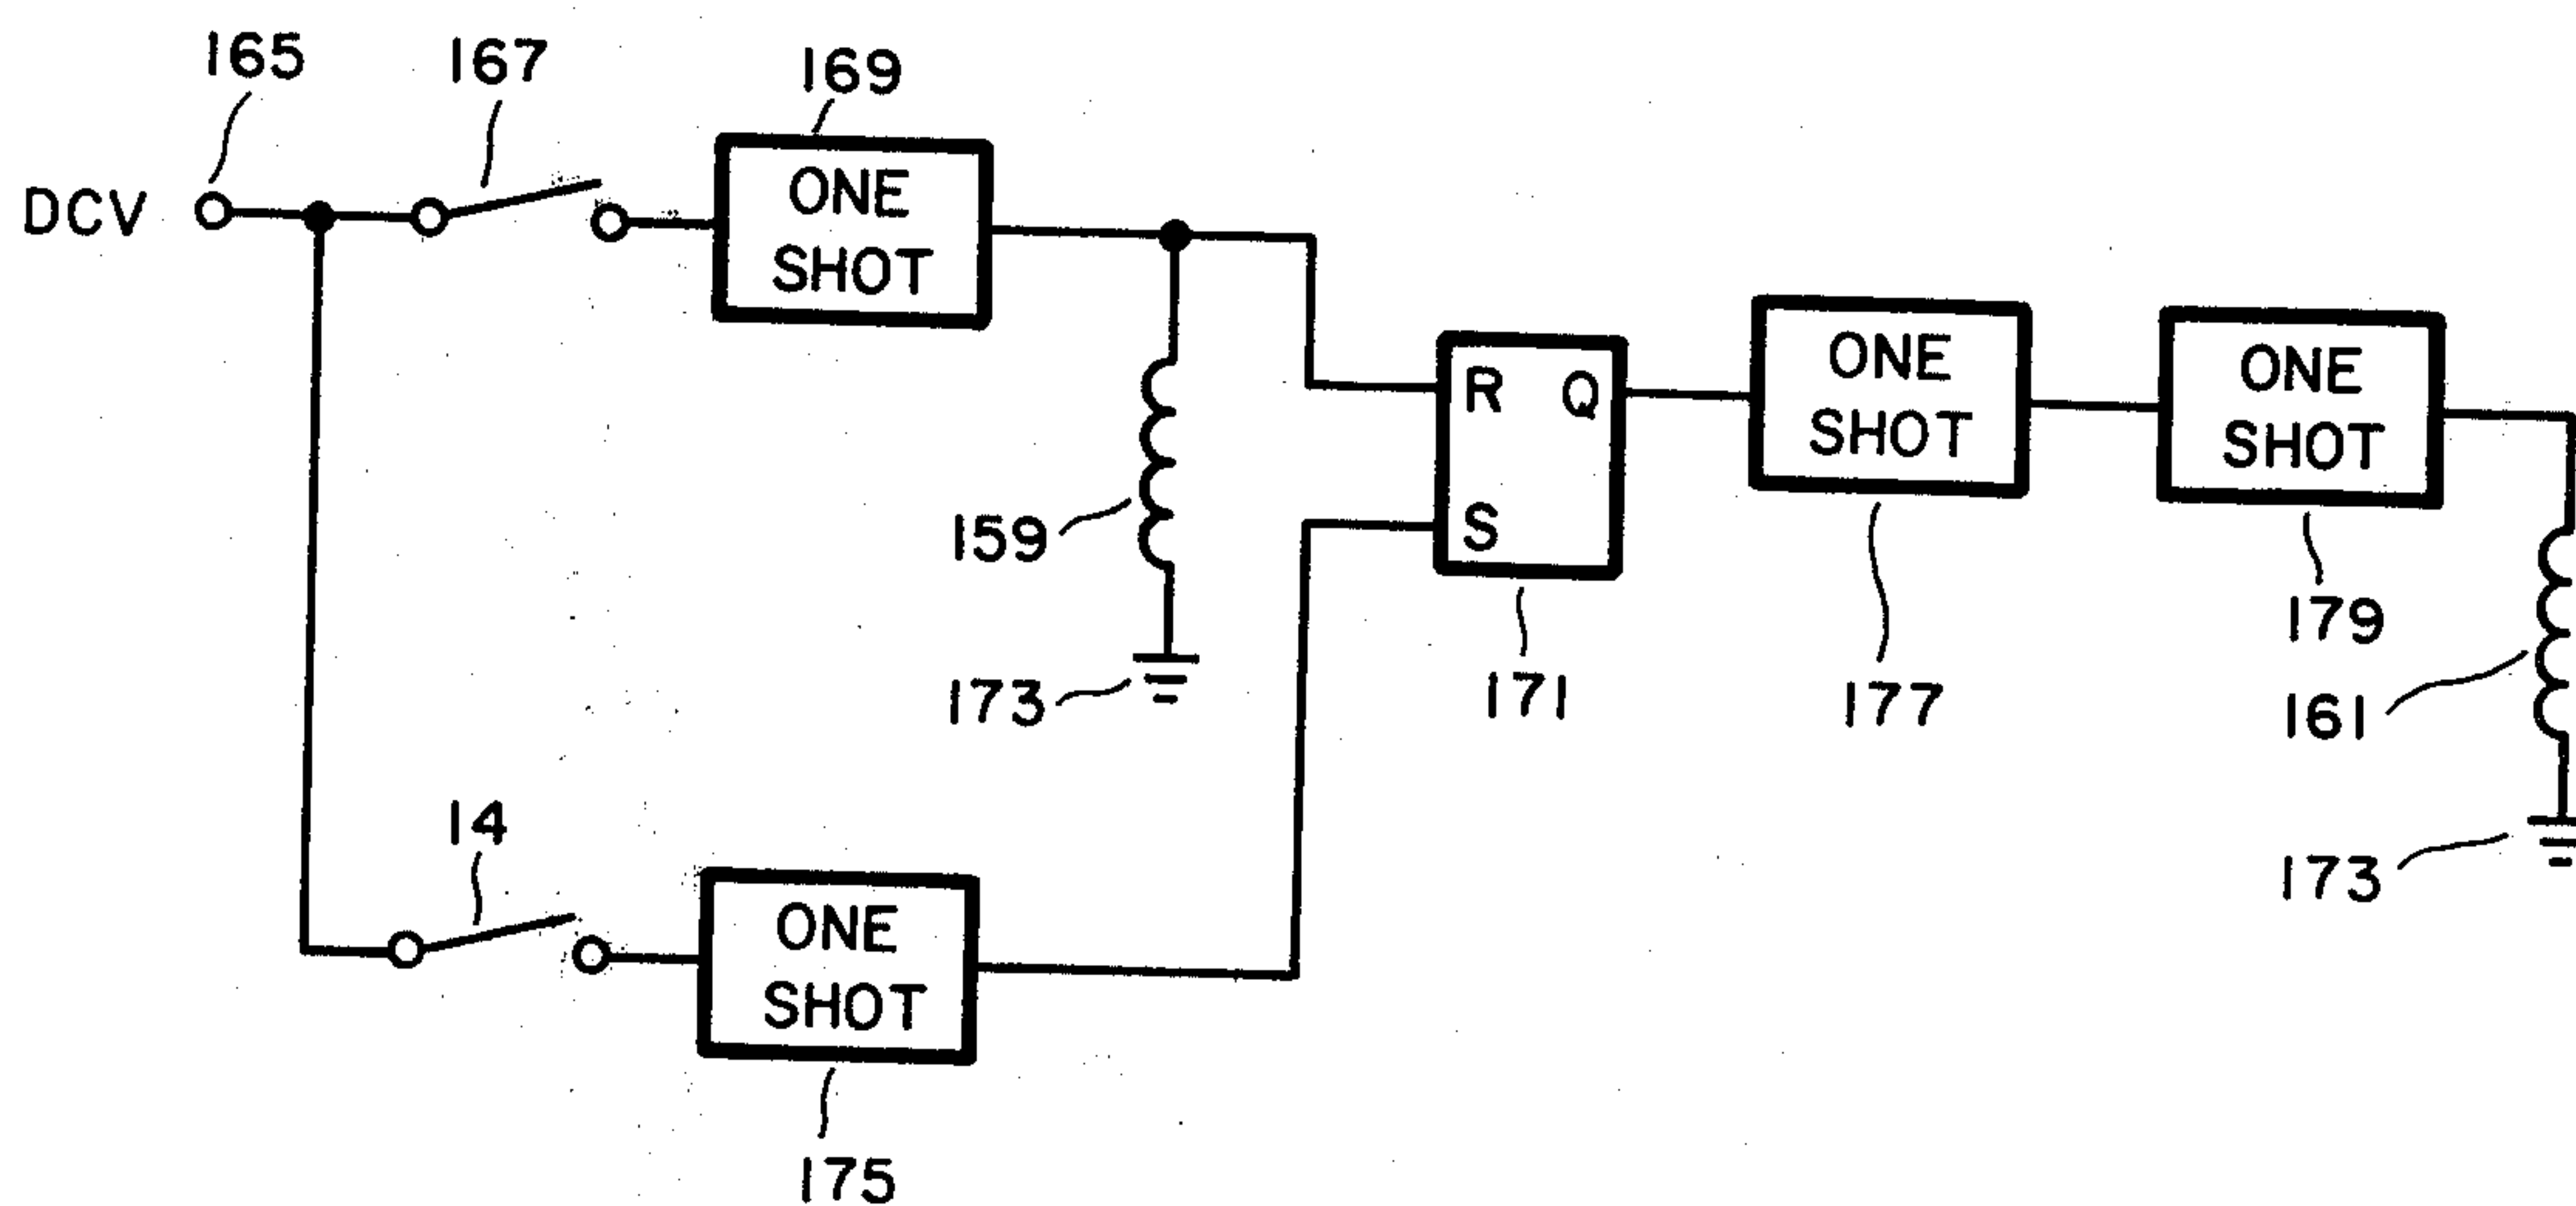 165
167
169
DCV
ONE
SHOT
ONE
SHOT
ONE
SHOT
R Q
S
159
173
171
177
179
161
173
14
ONE
SHOT
175